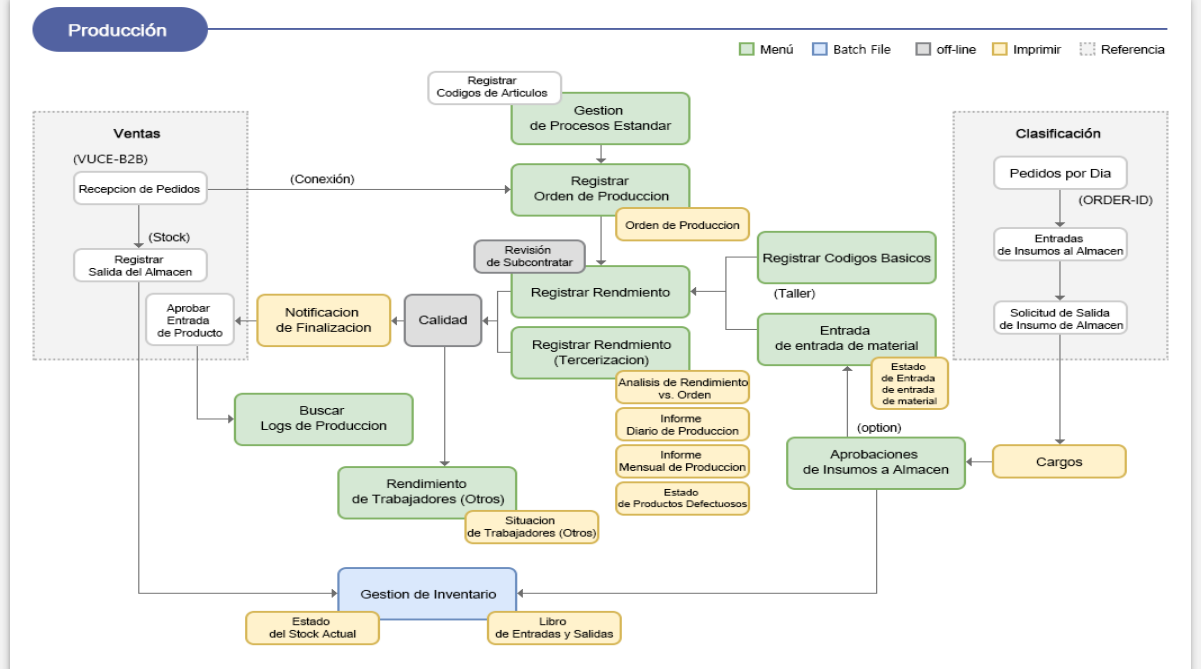 Producción
Menú
Batch File
off-line
Imprimir
Referencia
Registrar
Codigos de Articulos
Gestion
de Procesos Estandar
Ventas
(VUCE-B2B)
Recepcion de Pedidos
(Conexión)
Registrar
Orden de Produccion
Orden de Produccion
Clasificación
Pedidos por Dia
(ORDER-ID)
(Stock)
Registrar
Salida del Almacen
Revisión
de Subcontratar
Registrar Codigos Basicos
Entradas
de Insumos al Almacen
Registrar Rendmiento
(Taller)
Aprobar
Entrada
de Producto
Notificacion
de Finalizacion
Calidad
Registrar Rendimiento
(Tercerizacion)
Entrada
de entrada de material
Solicitud de Salida
de Insumo de Almacen
Estado
de Entrada
de entrada
de material
Analisis de Rendimiento
vs. Orden
Informe
Diario de Produccion
Informe
Mensual de Produccion
Estado
de Productos Defectuosos
Buscar
Logs de Produccion
(option)
Aprobaciones
de Insumos a Almacen
Cargos
Rendimiento
de Trabajadores (Otros)
Situacion
de Trabajadores (Otros)
Gestion de Inventario
Estado
del Stock Actual
Libro
de Entradas y Salidas